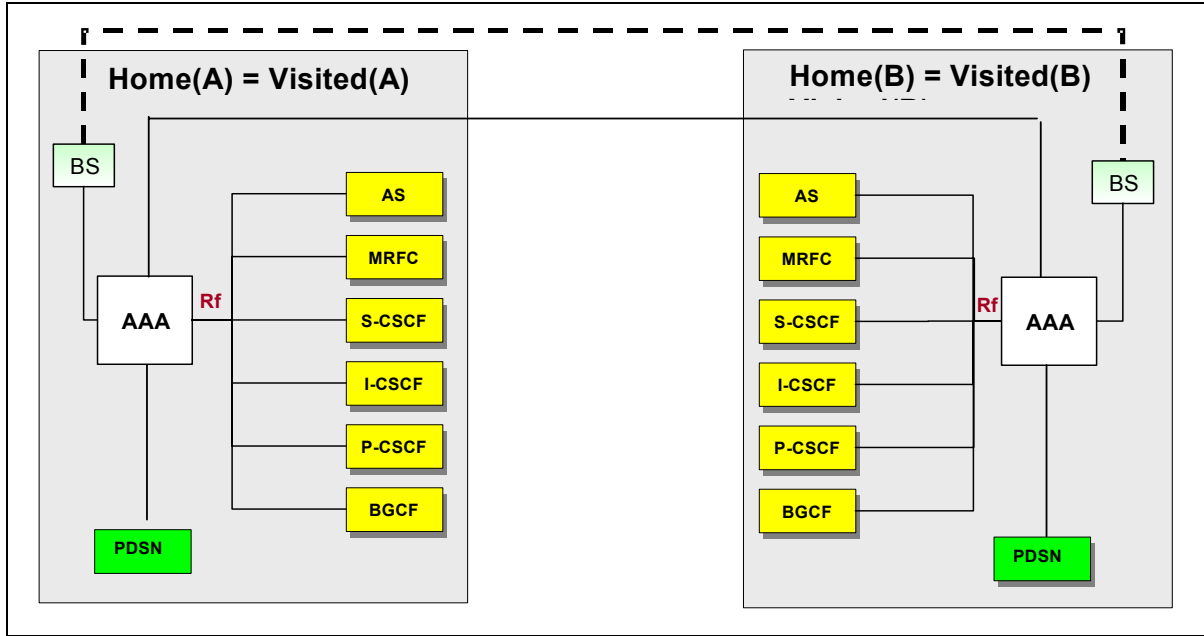 Home(A) = Visited(A)
BS
AS
MRFC
Rf
S-CSCF
AAA
I-CSCF
P-CSCF
BGCF
PDSN
Home(B) = Visited(B)
BS
AS
MRFC
S-CSCF
Rf
AAA
I-CSCF
P-CSCF
BGCF
PDSN